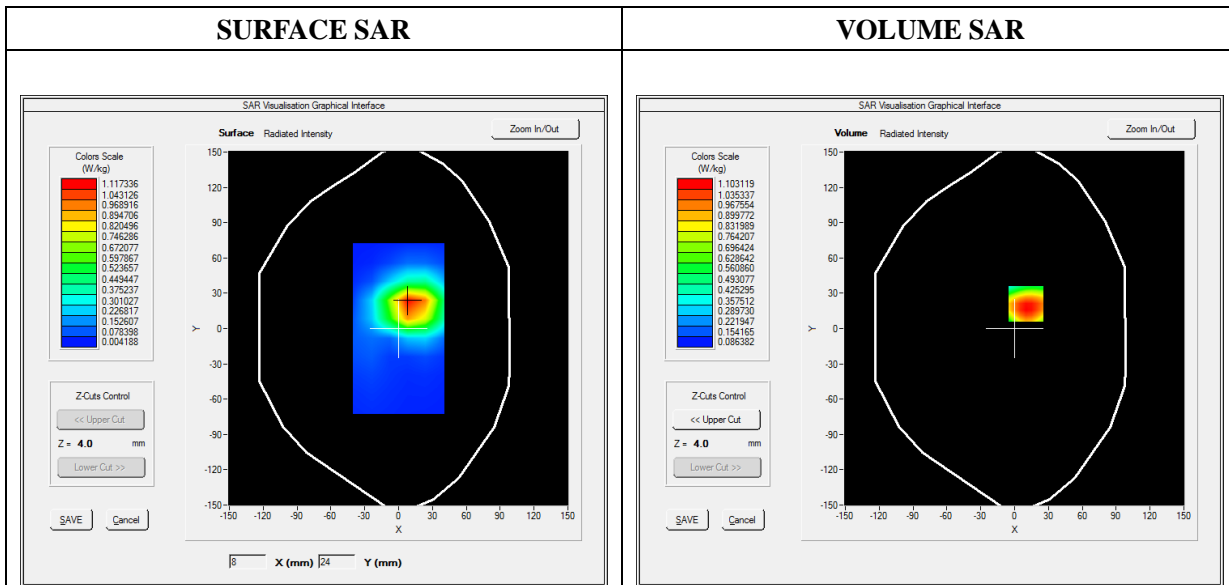 SURFACE SAR
VOLUME SAR
SAR Visualisation Graphical Interface
Surface Radiated Intensity
Zoom In/Out
Colors Scale
(W/kg)
1.117336
1.043126
0.968916
0.894706
0.820496
0.746286
0.672077
0.597867
0.523657
0.449447
0.375237
0.301027
0.226817
0.152607
0.078398
0.004188
Z-Cuts Control
<< Upper Cut
Z = 4.0 mm
Lower Cut >>
SAVE Cancel
150
120
90
60
30
0
-30
-60
-90
-120
-150
Y
-150 -120 -90 -60 -30 0 30 60 90 120 150
X
8 X (mm) 24 Y (mm)
SAR Visualisation Graphical Interface
Volume Radiated Intensity
Zoom In/Out
Colors Scale
(W/kg)
1.103119
1.035337
0.967554
0.899772
0.831989
0.764207
0.696424
0.628642
0.560860
0.493077
0.425295
0.357512
0.289730
0.221947
0.154165
0.086382
Z-Cuts Control
<< Upper Cut
Z = 4.0 mm
Lower Cut >>
SAVE Cancel
150
120
90
60
30
0
-30
-60
-90
-120
-150
Y
-150 -120 -90 -60 -30 0 30 60 90 120 150
X